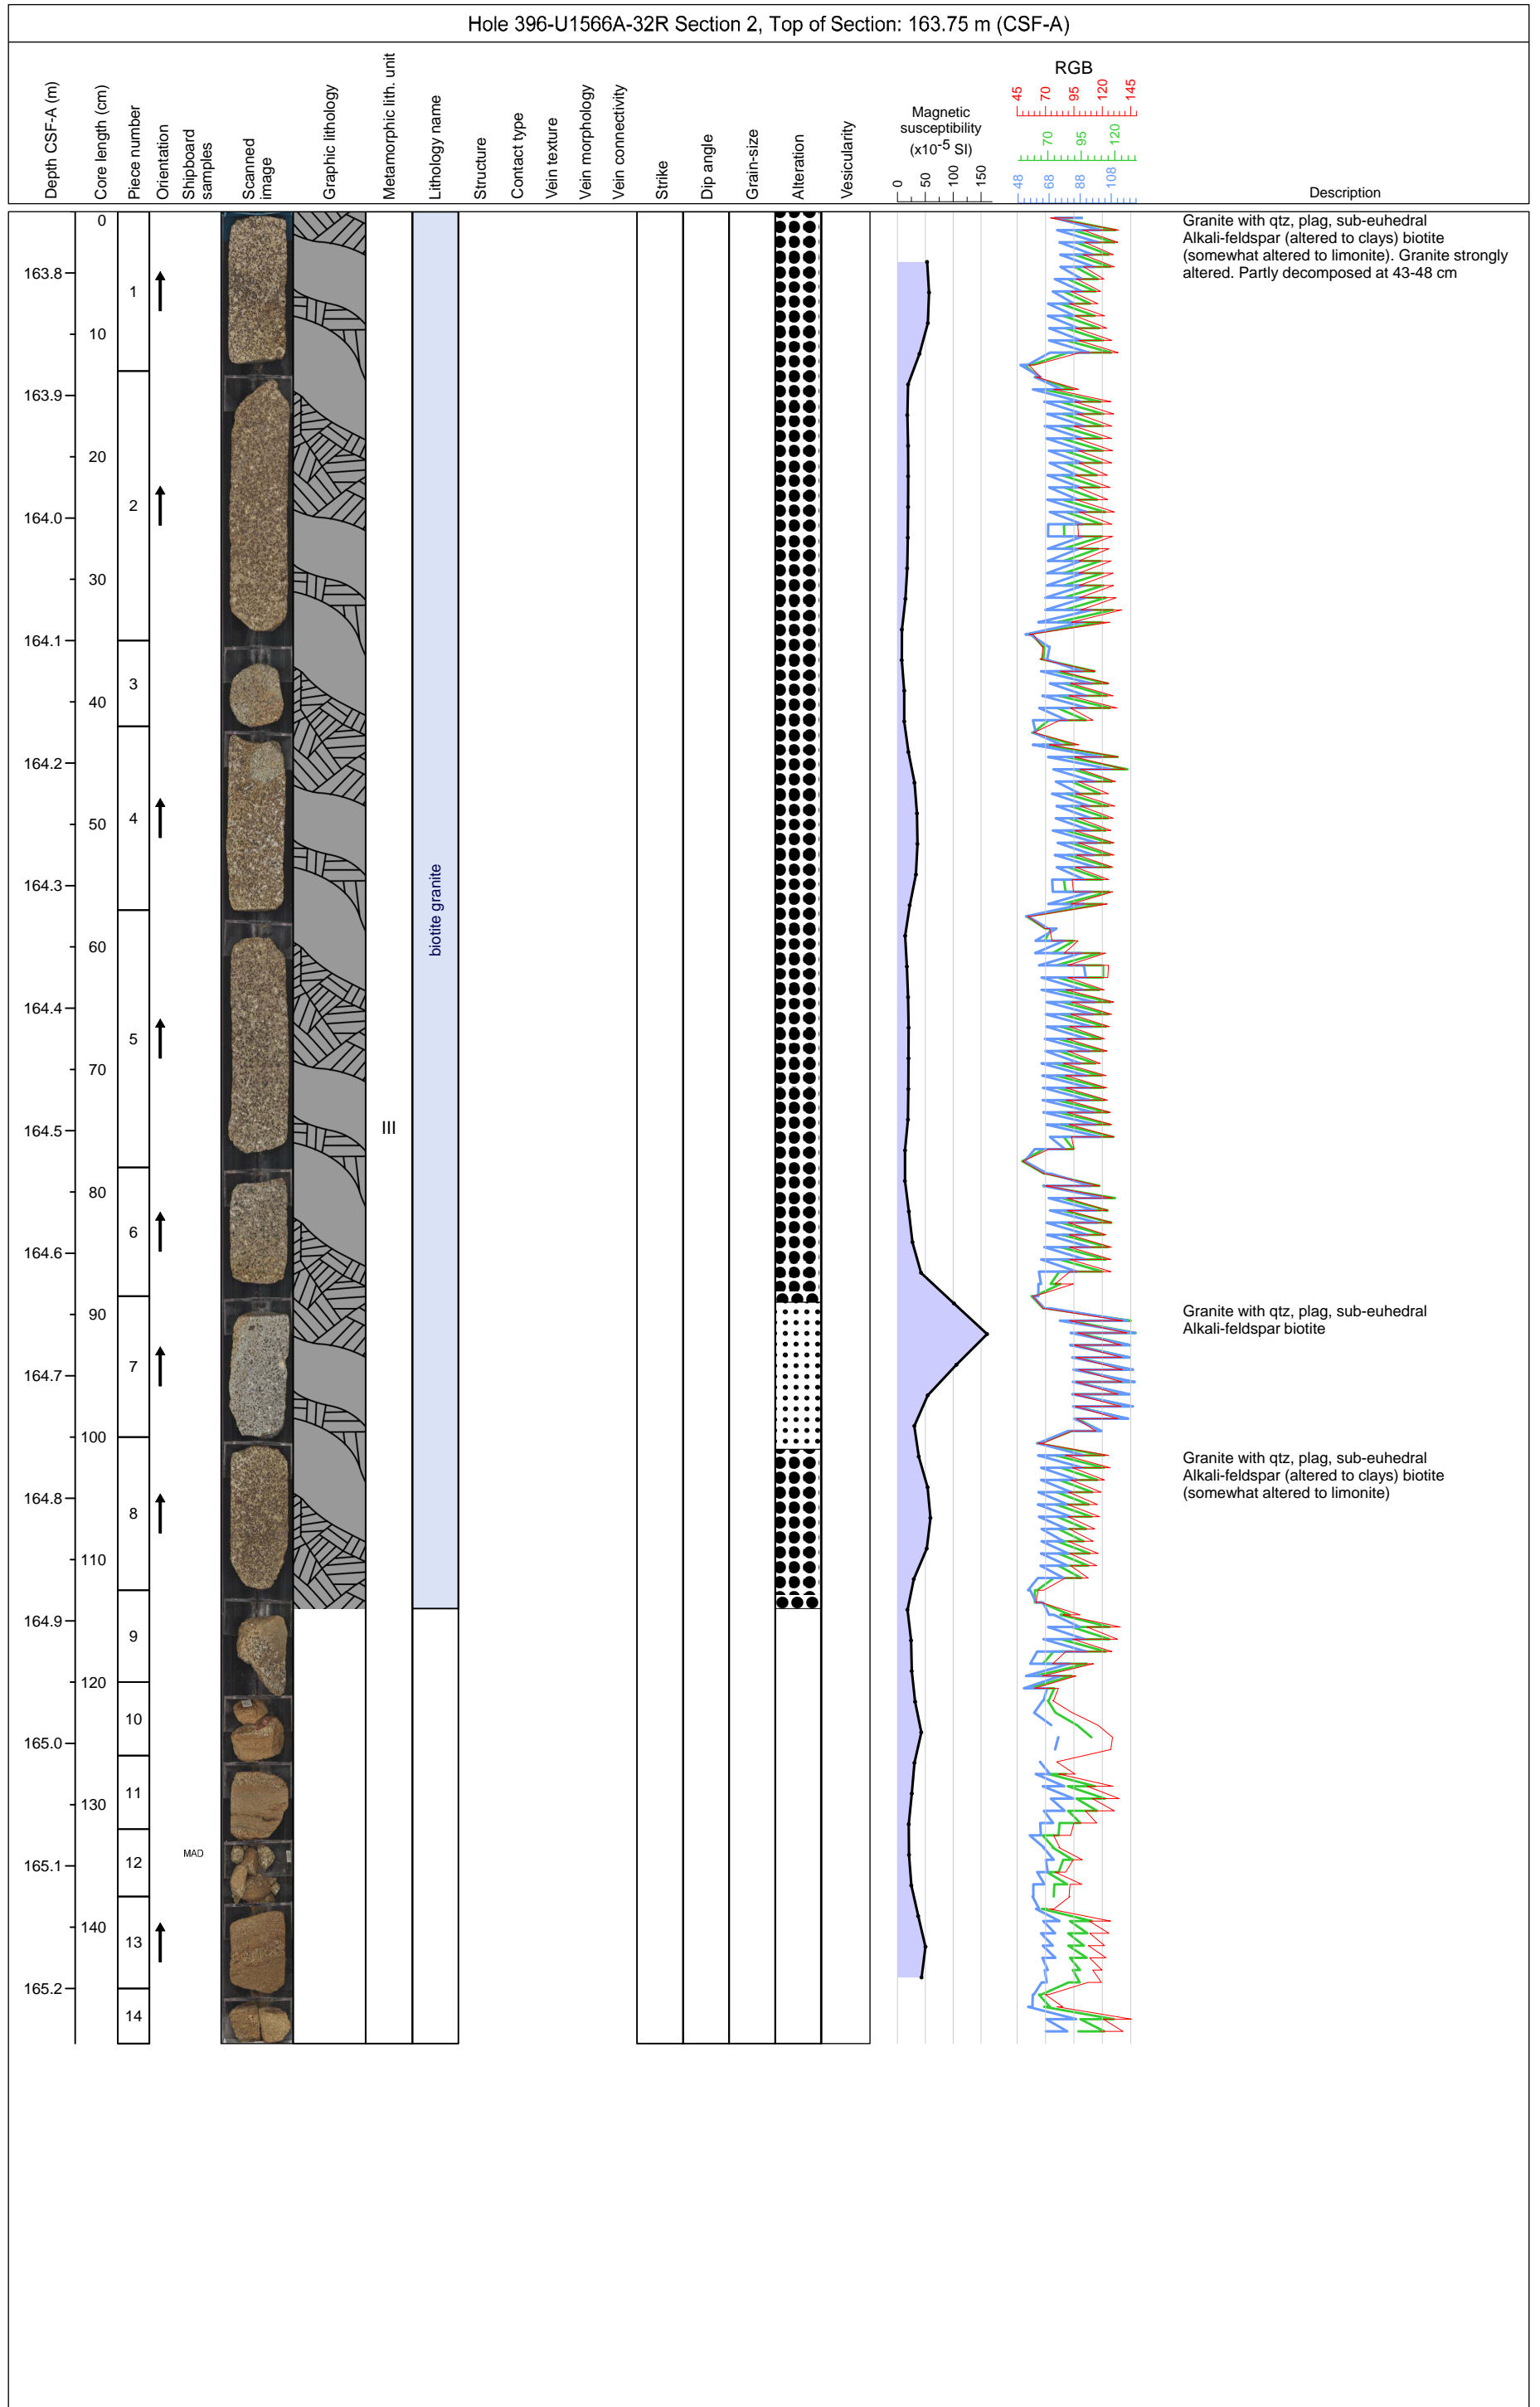 Hole 396-U1566A-32R Section 2, Top of Section: 163.75 m (CSF-A)
Depth CSF-A (m)
Core length (cm)
Piece number
Orientation
Shipboard
samples
Scanned
image
Graphic lithology
Metamorphic lith. unit
Lithology name
Structure
Contact type
Vein texture
Vein morphology
Vein connectivity
Strike
Dip angle
Grain-size
Alteration
Vesicularity
Magnetic
susceptibility
(x10-5 SI)
0 50 100 150
RGB
45 70 95 120 145
70 95 120
48 68 88 108
Description
0
Granite with qtz, plag, sub-euhedral
Alkali-feldspar (altered to clays) biotite
(somewhat altered to limonite). Granite strongly
altered. Partly decomposed at 43-48 cm
163.8
1
10
163.9
20
2
164.0
30
164.1
3
40
164.2
4
50
164.3
biotite granite
60
164.4
5
70
164.5
III
80
6
164.6
90
Granite with qtz, plag, sub-euhedral
Alkali-feldspar biotite
7
164.7
100
Granite with qtz, plag, sub-euhedral
Alkali-feldspar (altered to clays) biotite
(somewhat altered to limonite)
164.8
8
110
164.9
9
120
10
165.0
11
130
12
MAD
165.1
140
13
165.2
14